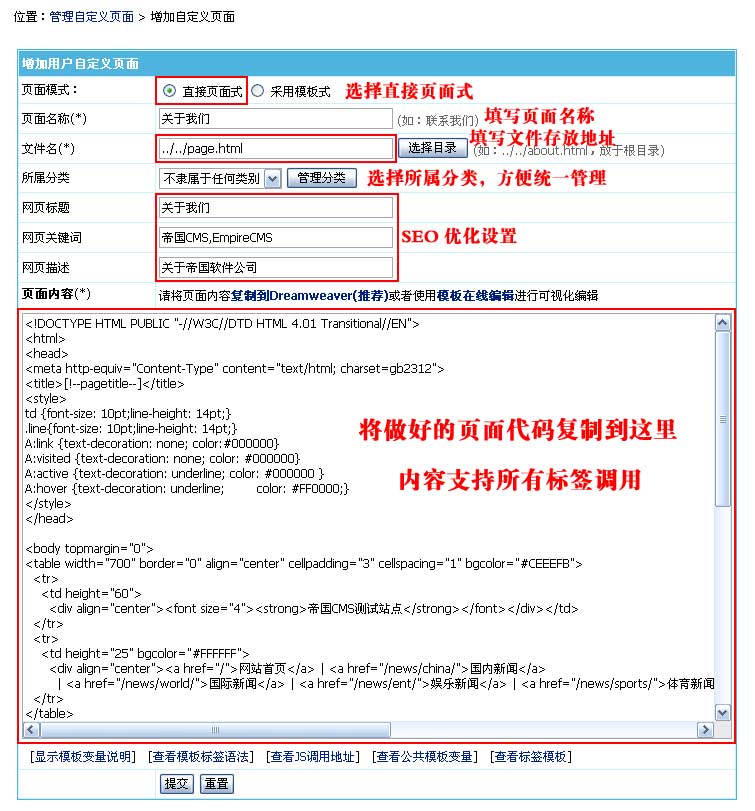 位置：管理自定义页面 > 增加自定义页面
增加用户自定义页面
页面模式： 直接页面式 采用模板式 选择直接页面式
页面名称(*) 关于我们 (如：联系我们) 填写页面名称
填写文件存放地址
文件名(*) ../../page.html 选择目录 (如：../../about.html，放于根目录)
所属分类 不隶属于任何类别 管理分类 选择所属分类，方便统一管理
网页标题 关于我们
网页关键词 帝国CMS,EmpireCMS SEO 优化设置
网页描述 关于帝国软件公司
页面内容(*) 请将页面内容复制到Dreamweaver(推荐)或者使用模板在线编辑进行可视化编辑
<!DOCTYPE HTML PUBLIC "-//W3C//DTD HTML 4.01 Transitional//EN">
<html>
<head>
<meta http-equiv="Content-Type" content="text/html; charset=gb2312">
<title>[!--pagetitle--]</title>
<style>
td {font-size: 10pt;line-height: 14pt;}
.line{font-size: 10pt;line-height: 14pt;}
A:link {text-decoration: none; color:#000000}
A:visited {text-decoration: none; color: #000000}
A:active {text-decoration: underline; color: #000000 }
A:hover {text-decoration: underline; color: #FF0000;}
</style>
</head>
将做好的页面代码复制到这里
内容支持所有标签调用
<body topmargin="0">
<table width="700" border="0" align="center" cellpadding="3" cellspacing="1" bgcolor="#CEEEFB">
<tr>
<td height="60">
<div align="center"><font size="4"><strong>帝国CMS测试站点</strong></font></div></td>
</tr>
<tr>
<td height="25" bgcolor="#FFFFFF">
<div align="center"><a href="/">网站首页</a> | <a href="/news/china/">国内新闻</a>
| <a href="/news/world/">国际新闻</a> | <a href="/news/ent/">娱乐新闻</a> | <a href="/news/sports/">体育新闻
</tr>
</table>
[显示模板变量说明] [查看模板标签语法] [查看JS调用地址] [查看公共模板变量] [查看标签模板]
提交 重置